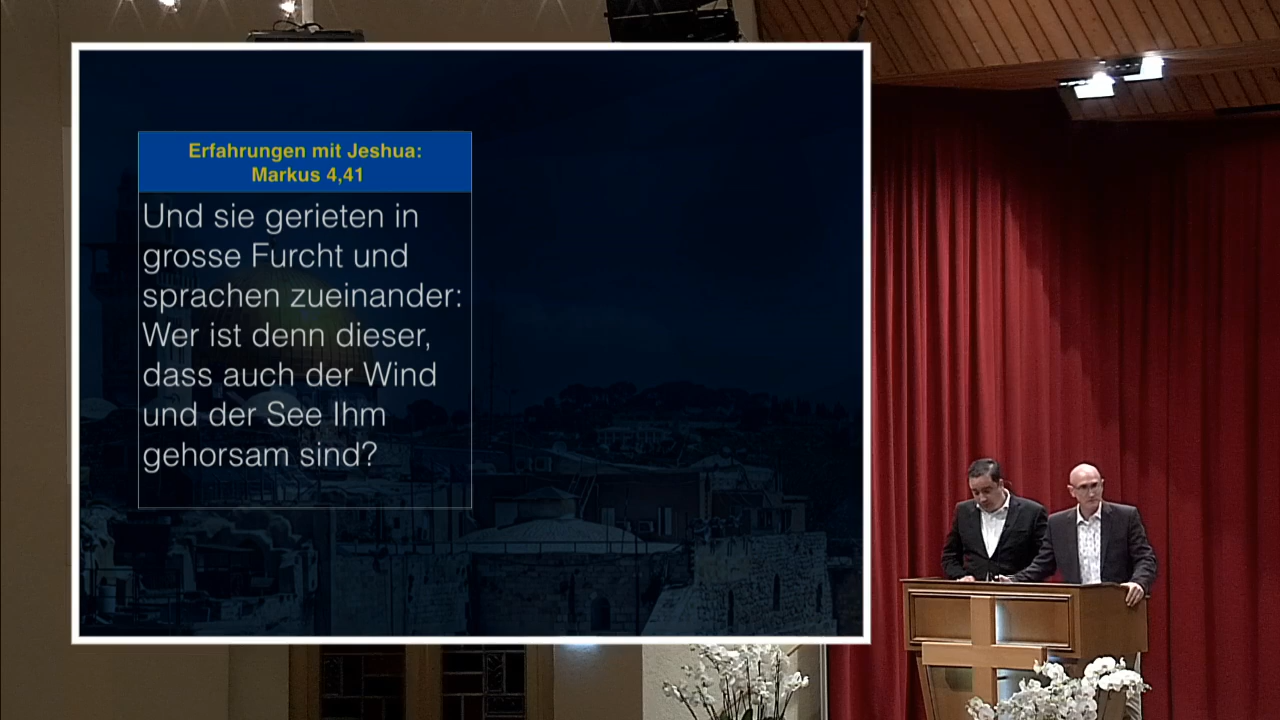 Erfahrungen mit Jeshua:
Markus 4,41
Und sie gerieten in
grosse Furcht und
sprachen zueinander:
Wer ist denn dieser,
dass auch der Wind
und der See Ihm
gehorsam sind?